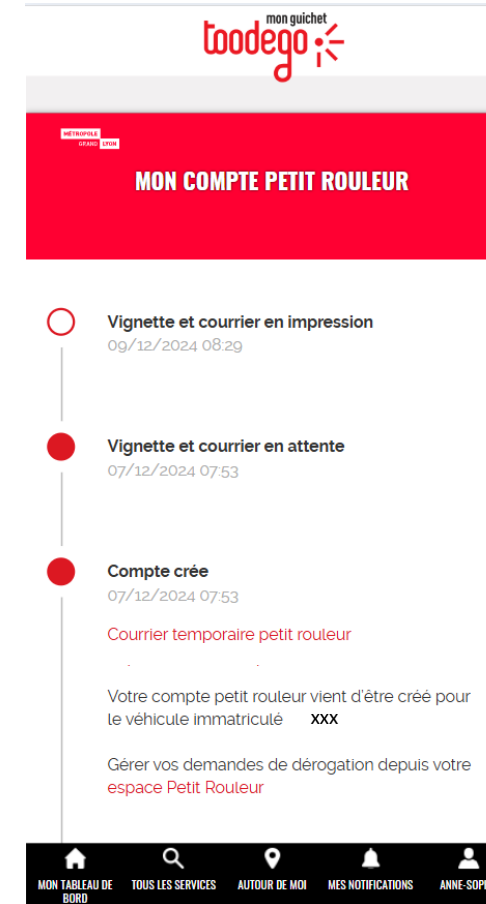 mon guichet
toodego
MÉTROPOLE
GRAND LYON
MON COMPTE PETIT ROULEUR
Vignette et courrier en impression
09/12/2024 08:29
Vignette et courrier en attente
07/12/2024 07:53
Compte crée
07/12/2024 07:53
Courrier temporaire petit rouleur
Votre compte petit rouleur vient d'être créé pour
le véhicule immatriculé XXX
Gérer vos demandes de dérogation depuis votre
espace Petit Rouleur
MON TABLEAU DE BORD
TOUS LES SERVICES
AUTOUR DE MOI
MES NOTIFICATIONS
ANNE-SOPH